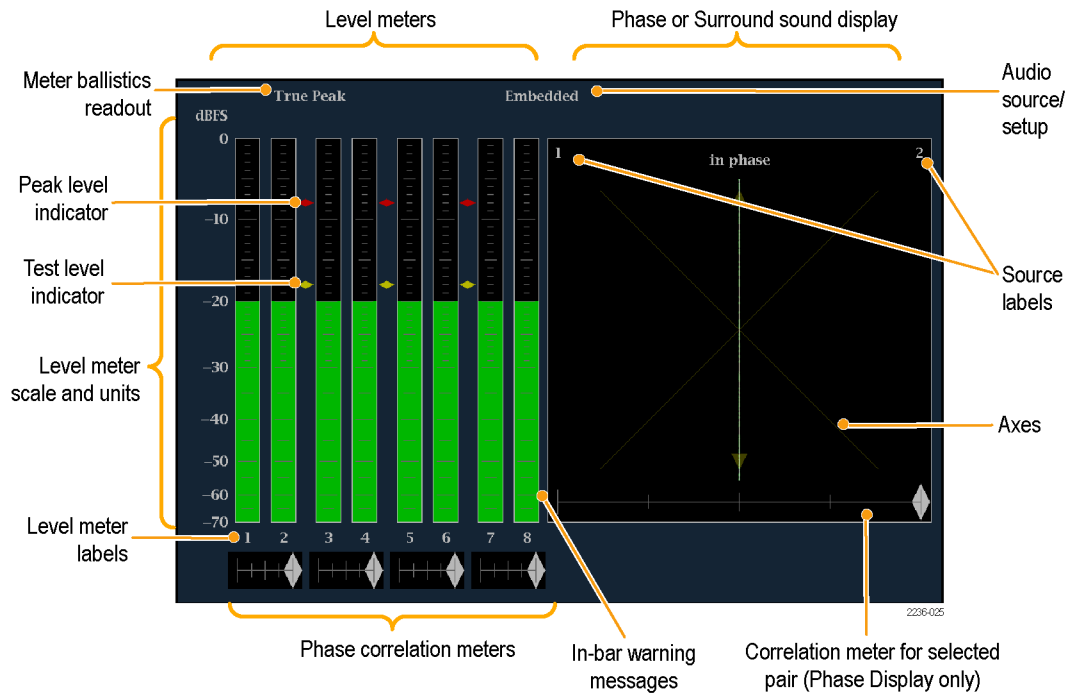 Level meters
Phase or Surround sound display
Meter ballistics
readout
True Peak
Embedded
Audio
source/
setup
dBFS
0
1
in phase
2
Peak level
indicator
−10
Test level
indicator
−20
Source
labels
Level meter
scale and units
−30
−40
Axes
−50
−60
−70
Level meter
labels
1 2 3 4 5 6 7 8
2236-025
Phase correlation meters
In-bar warning
messages
Correlation meter for selected
pair (Phase Display only)